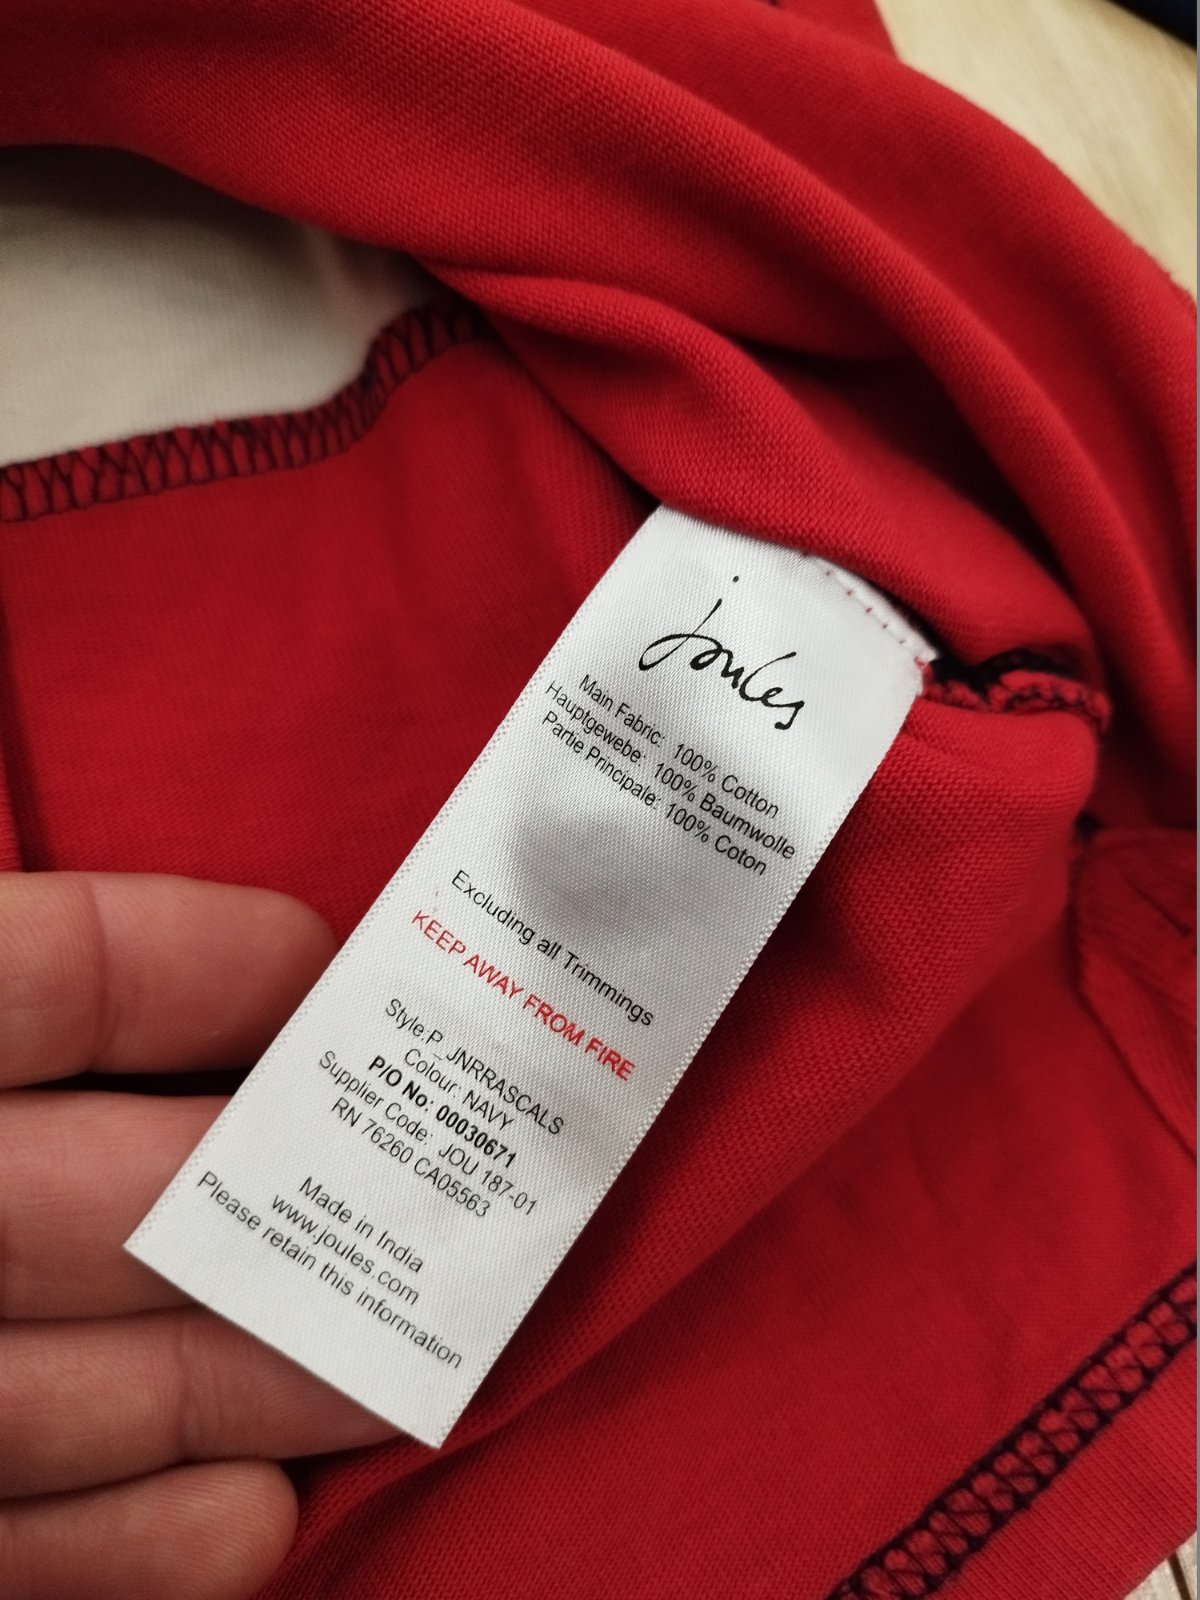 joules
Main Fabric: 100% Cotton
Hauptgewebe: 100% Baumwolle
Partie Principale: 100% Coton
Excluding all Trimmings
KEEP AWAY FROM FIRE
Style:P_JNRRASCALS
Colour: NAVY
P/O No: 00030671
Supplier Code: JOU 187-01
RN 76260 CA05563
Made in India
www.joules.com
Please retain this information